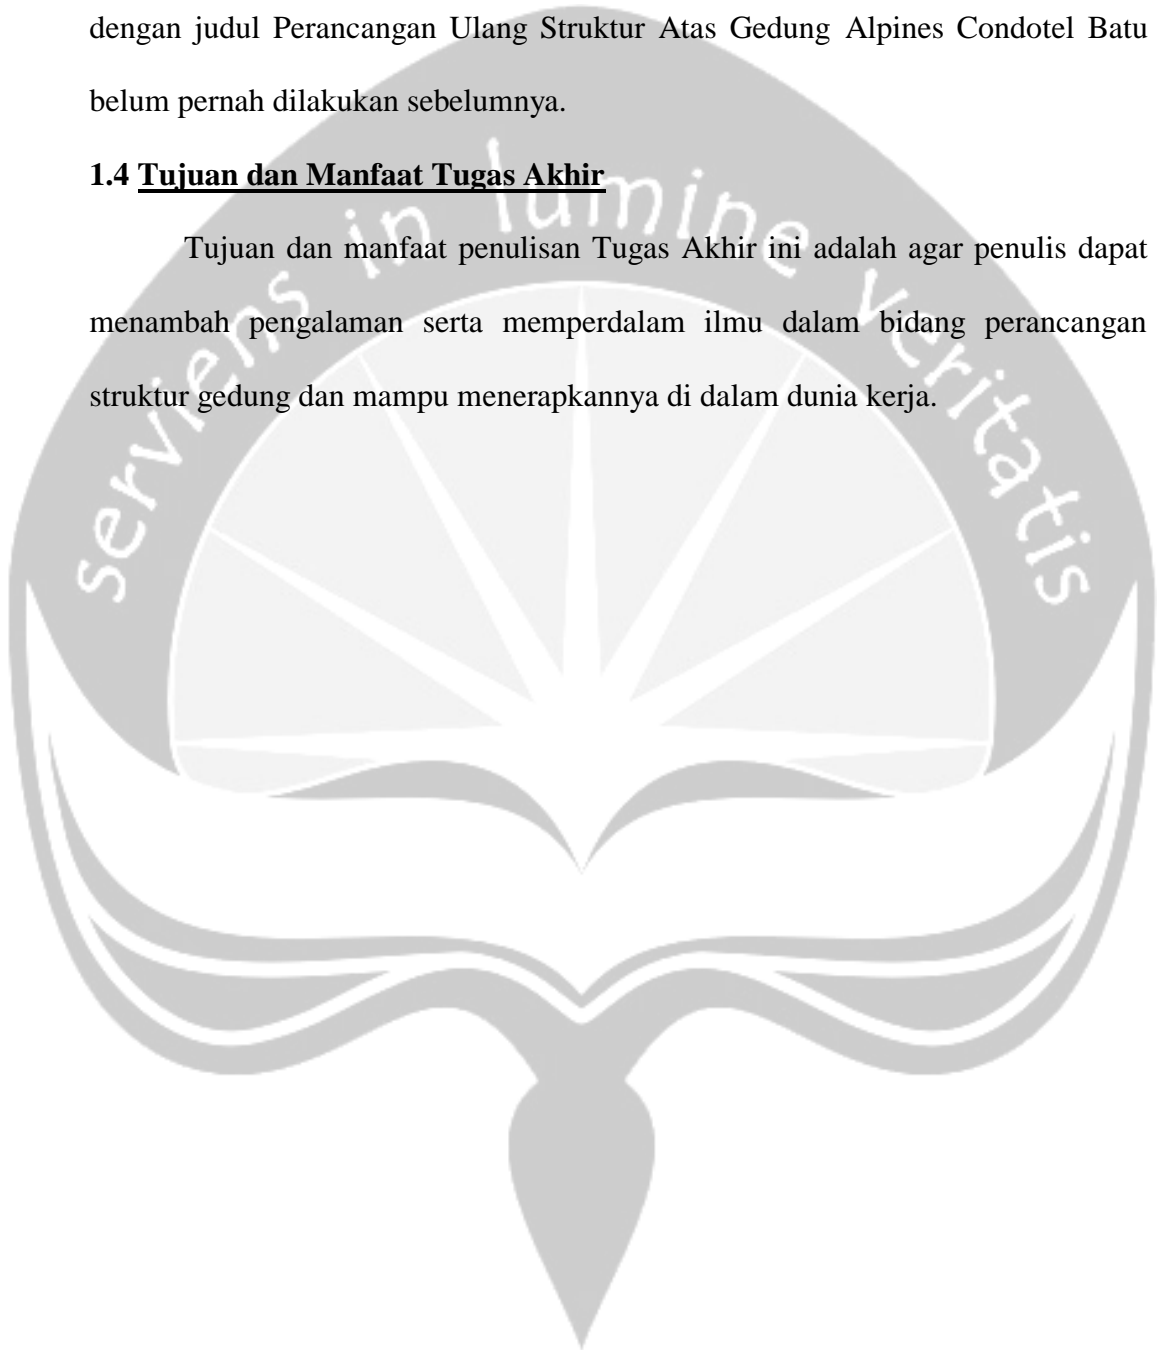 dengan judul Perancangan Ulang Struktur Atas Gedung Alpines Condotel Batu
belum pernah dilakukan sebelumnya.
1.4 Tujuan dan Manfaat Tugas Akhir
Tujuan dan manfaat penulisan Tugas Akhir ini adalah agar penulis dapat
menambah pengalaman serta memperdalam ilmu dalam bidang perancangan
struktur gedung dan mampu menerapkannya di dalam dunia kerja.
serviens in lumine veritatis